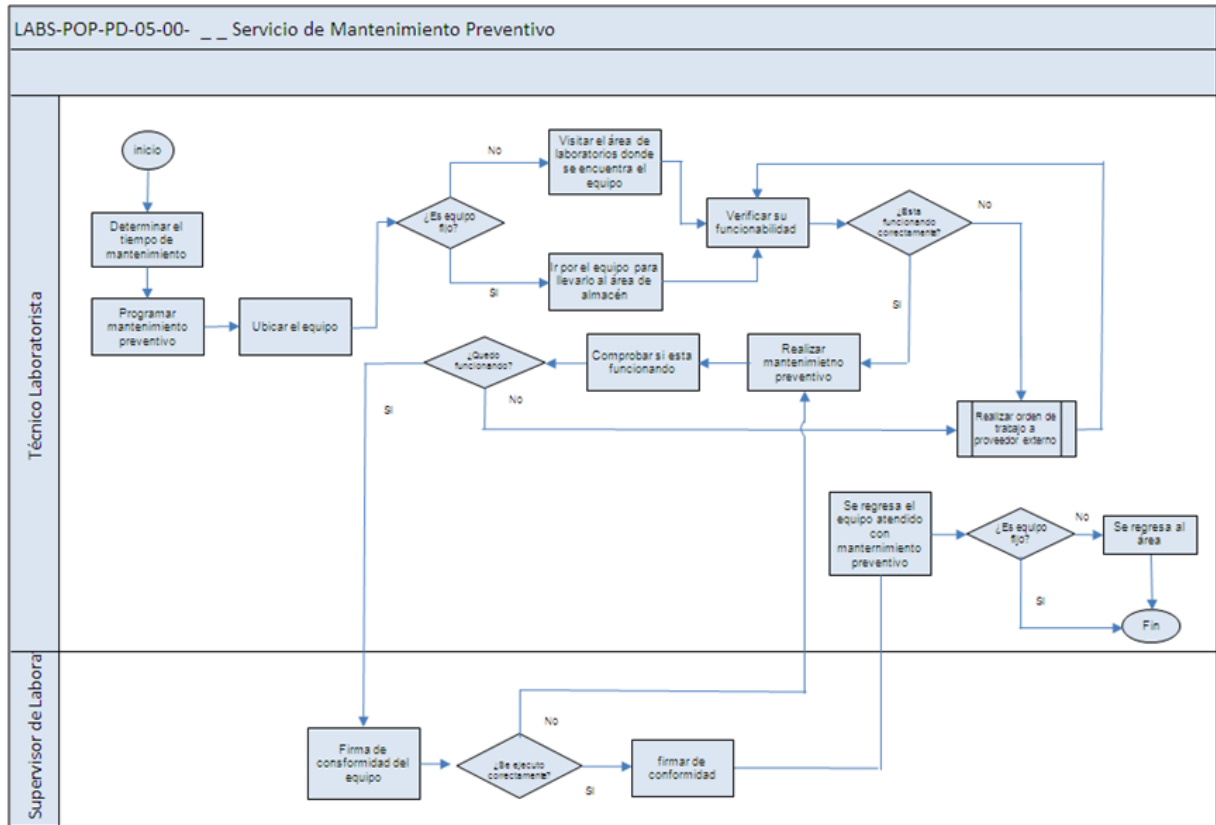 LABS-POP-PD-05-00- _ _ Servicio de Mantenimiento Preventivo
Técnico Laboratorista
inicio
Determinar el
tiempo de
mantenimiento
Programar
mantenimiento
preventivo
Ubicar el equipo
¿Es equipo
fijo?
No
Visitar el área de
laboratorios donde
se encuentra el
equipo
Si
Ir por el equipo para
llevarlo al área de
almacén
Verificar su
funcionabilidad
¿Esta
funcionando
correctamente?
No
Si
Realizar
mantenimietno
preventivo
Comprobar si esta
funcionando
¿Quedo
funcionando?
Si
No
Realizar orden de
trabajo a
proveedor externo
Se regresa el
equipo atendido
con
manternimiento
preventivo
¿Es equipo
fijo?
No
Se regresa al
área
Si
Fin
Supervisor de Labora
Firma de
consformidad del
equipo
¿Se ejecuto
correctamente?
No
Si
firmar de
conformidad